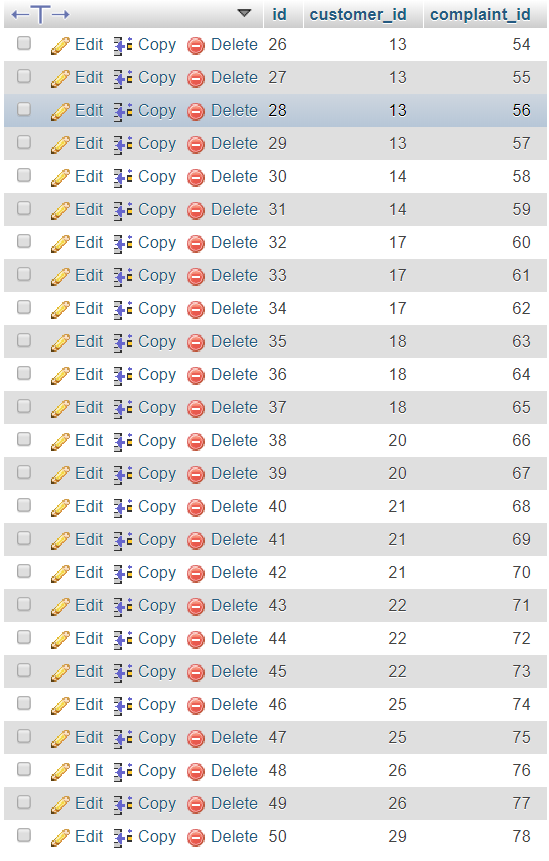 id customer_id complaint_id
Edit Copy Delete 26 13 54
Edit Copy Delete 27 13 55
Edit Copy Delete 28 13 56
Edit Copy Delete 29 13 57
Edit Copy Delete 30 14 58
Edit Copy Delete 31 14 59
Edit Copy Delete 32 17 60
Edit Copy Delete 33 17 61
Edit Copy Delete 34 17 62
Edit Copy Delete 35 18 63
Edit Copy Delete 36 18 64
Edit Copy Delete 37 18 65
Edit Copy Delete 38 20 66
Edit Copy Delete 39 20 67
Edit Copy Delete 40 21 68
Edit Copy Delete 41 21 69
Edit Copy Delete 42 21 70
Edit Copy Delete 43 22 71
Edit Copy Delete 44 22 72
Edit Copy Delete 45 22 73
Edit Copy Delete 46 25 74
Edit Copy Delete 47 25 75
Edit Copy Delete 48 26 76
Edit Copy Delete 49 26 77
Edit Copy Delete 50 29 78